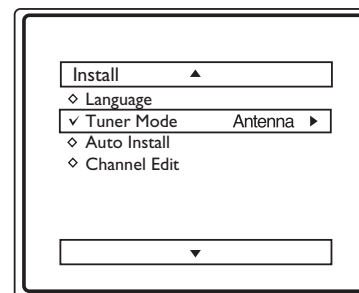 Install
Language
Tuner Mode Antenna
Auto Install
Channel Edit